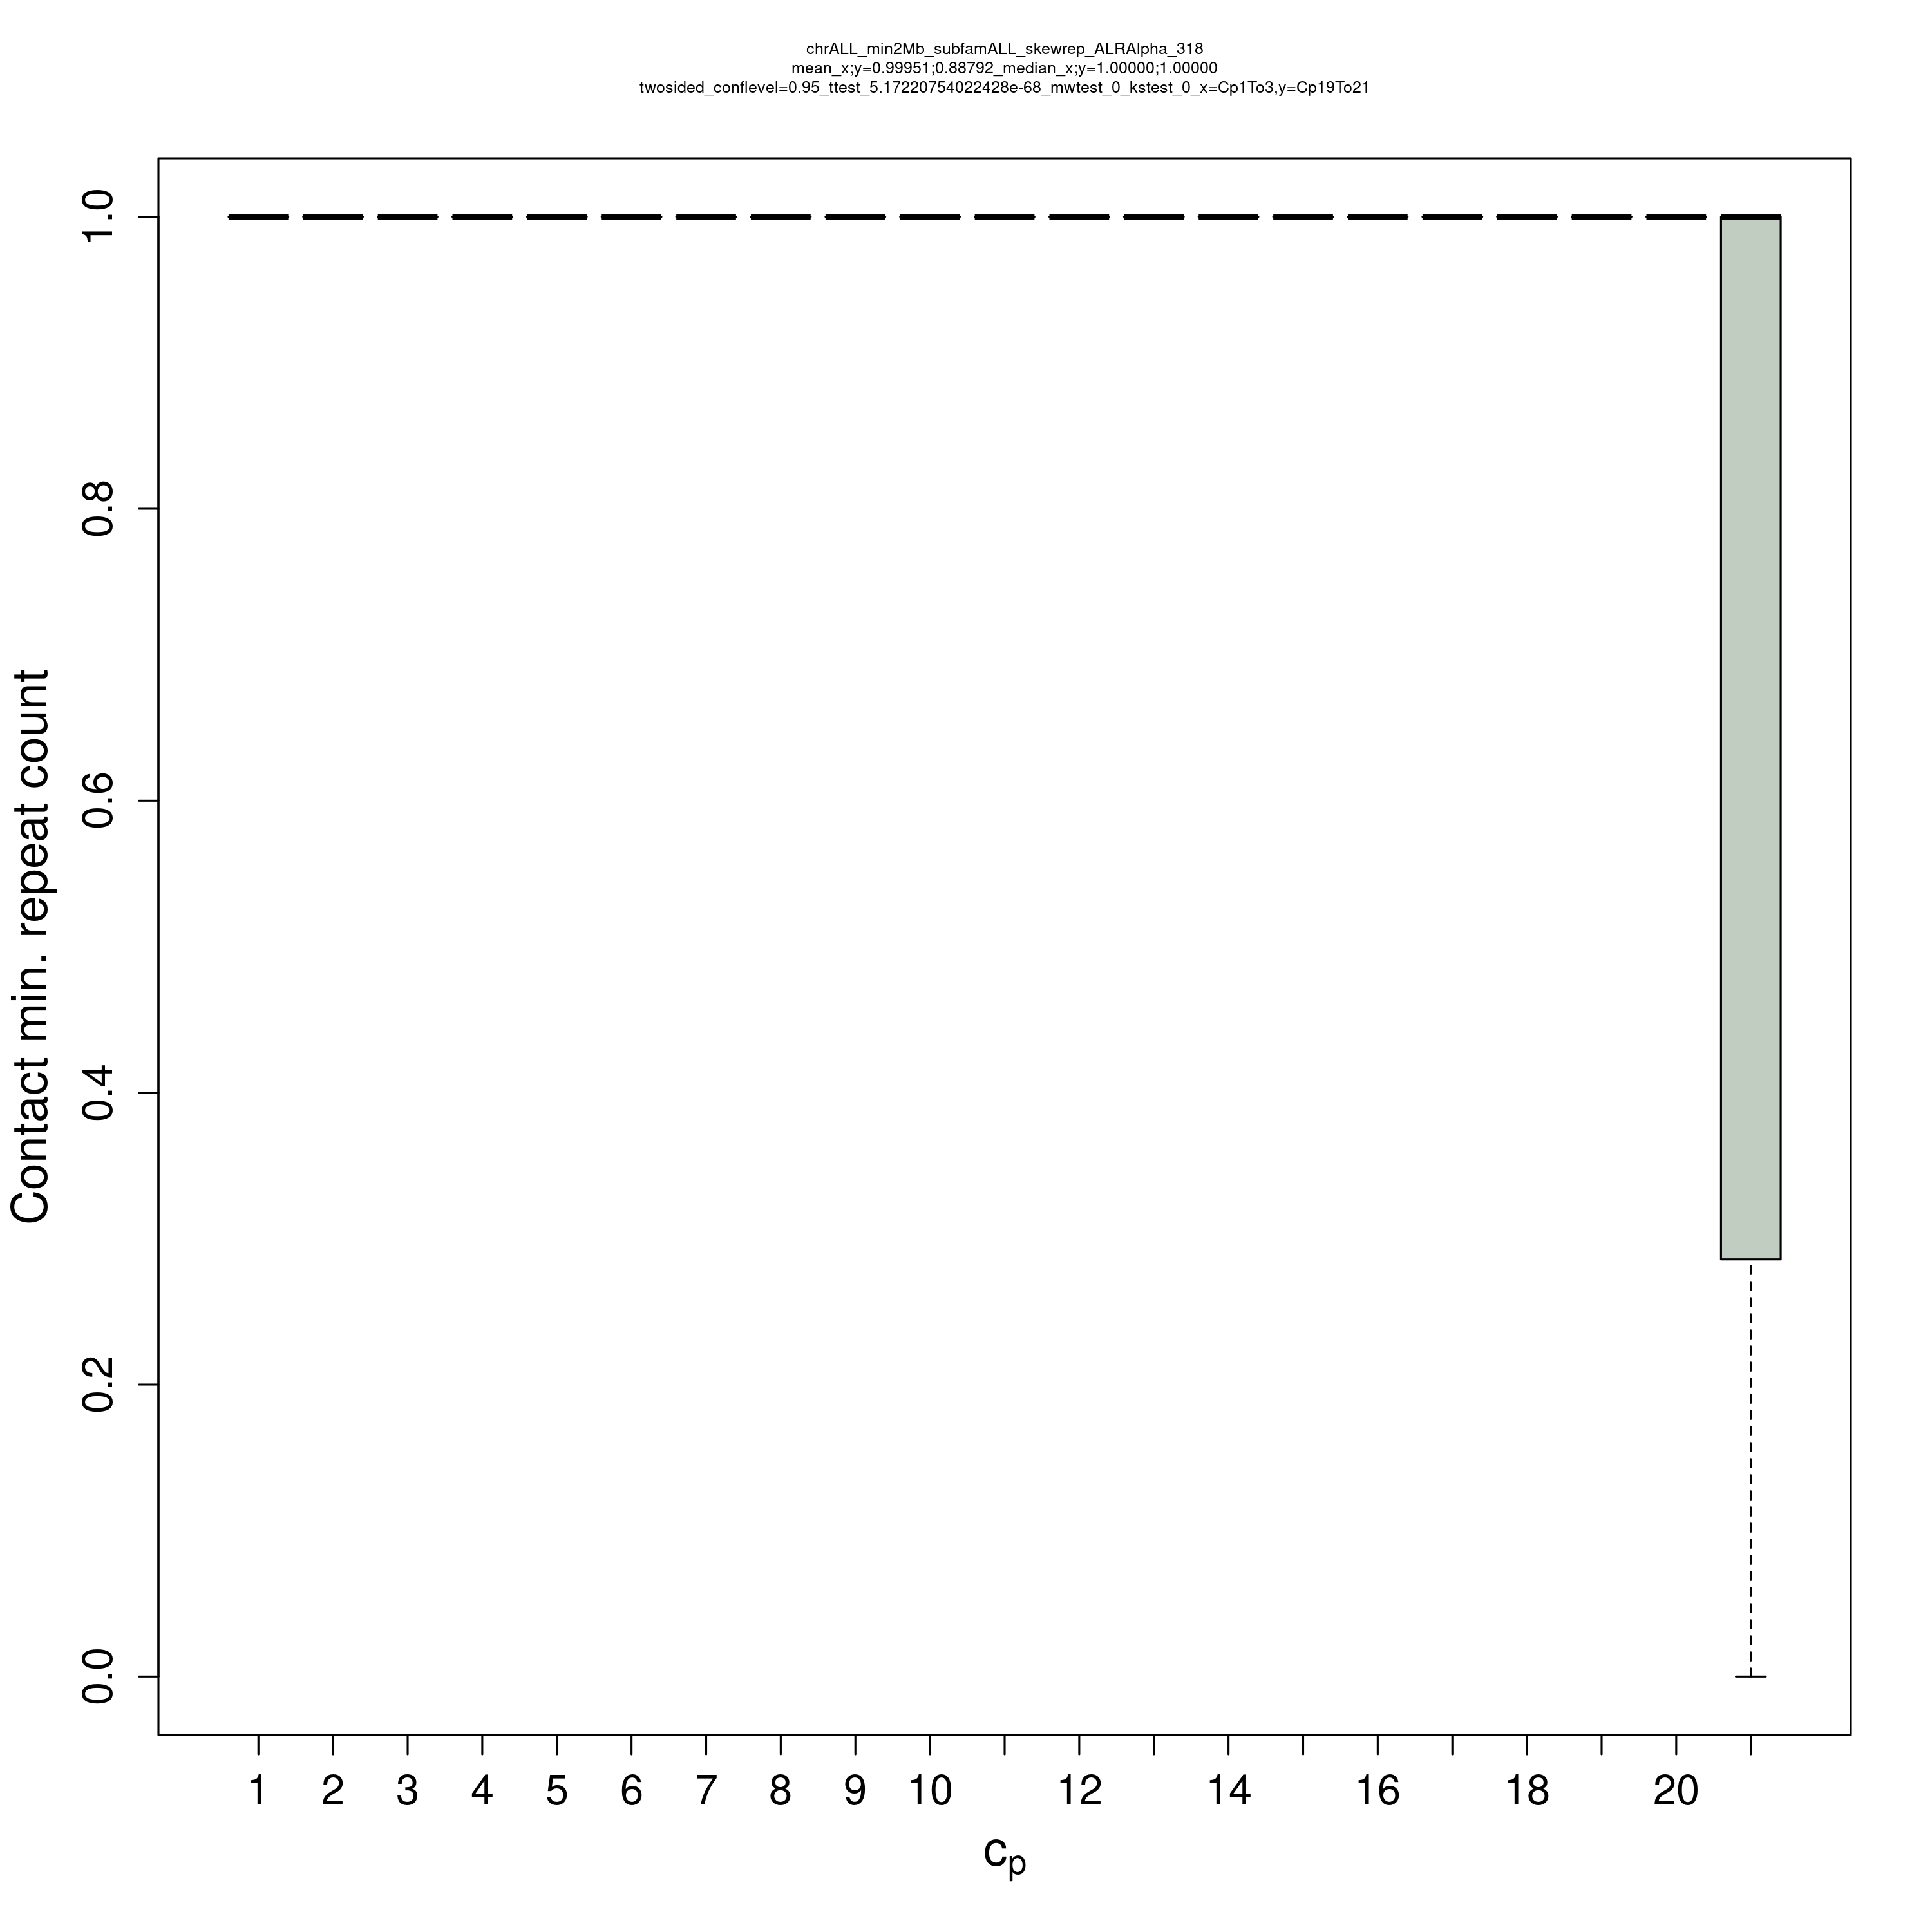 chrALL_min2Mb_subfamALL_skewrep_ALRAlpha_318
mean_x;y=0.99951;0.88792_median_x;y=1.00000;1.00000
twosided_conflevel=0.95_ttest_5.17220754022428e-68_mwtest_0_kstest_0_x=Cp1To3,y=Cp19To21
Contact min. repeat count
1.0
0.8
0.6
0.4
0.2
0.0
1 2 3 4 5 6 7 8 9 10 12 14 16 18 20
cp